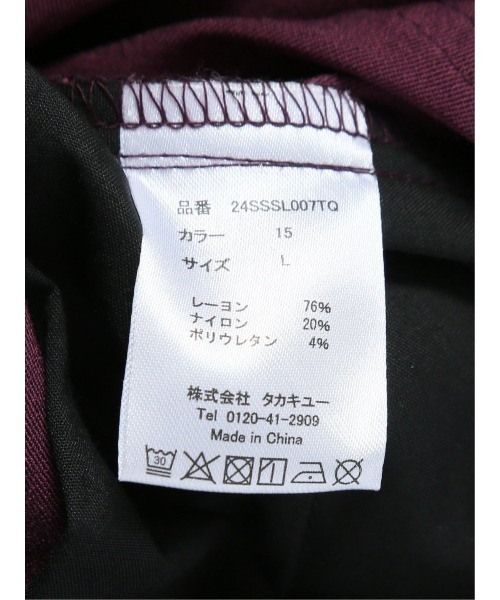 品番 24SSSL007TQ
カラー 15
サイズ L
レーヨン 76%
ナイロン 20%
ポリウレタン 4%
株式会社 タカキュー
Tel 0120-41-2909
Made in China
30